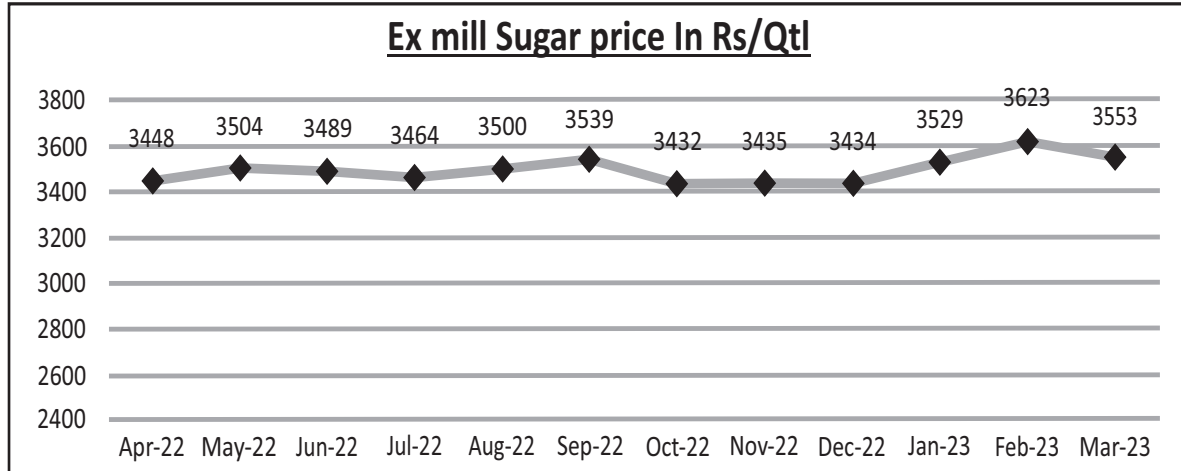 Ex mill Sugar price In Rs/Qtl
3800
3600
3400
3200
3000
2800
2600
2400
3448 3504 3489 3464 3500 3539 3432 3435 3434 3529 3623 3553
Apr-22 May-22 Jun-22 Jul-22 Aug-22 Sep-22 Oct-22 Nov-22 Dec-22 Jan-23 Feb-23 Mar-23